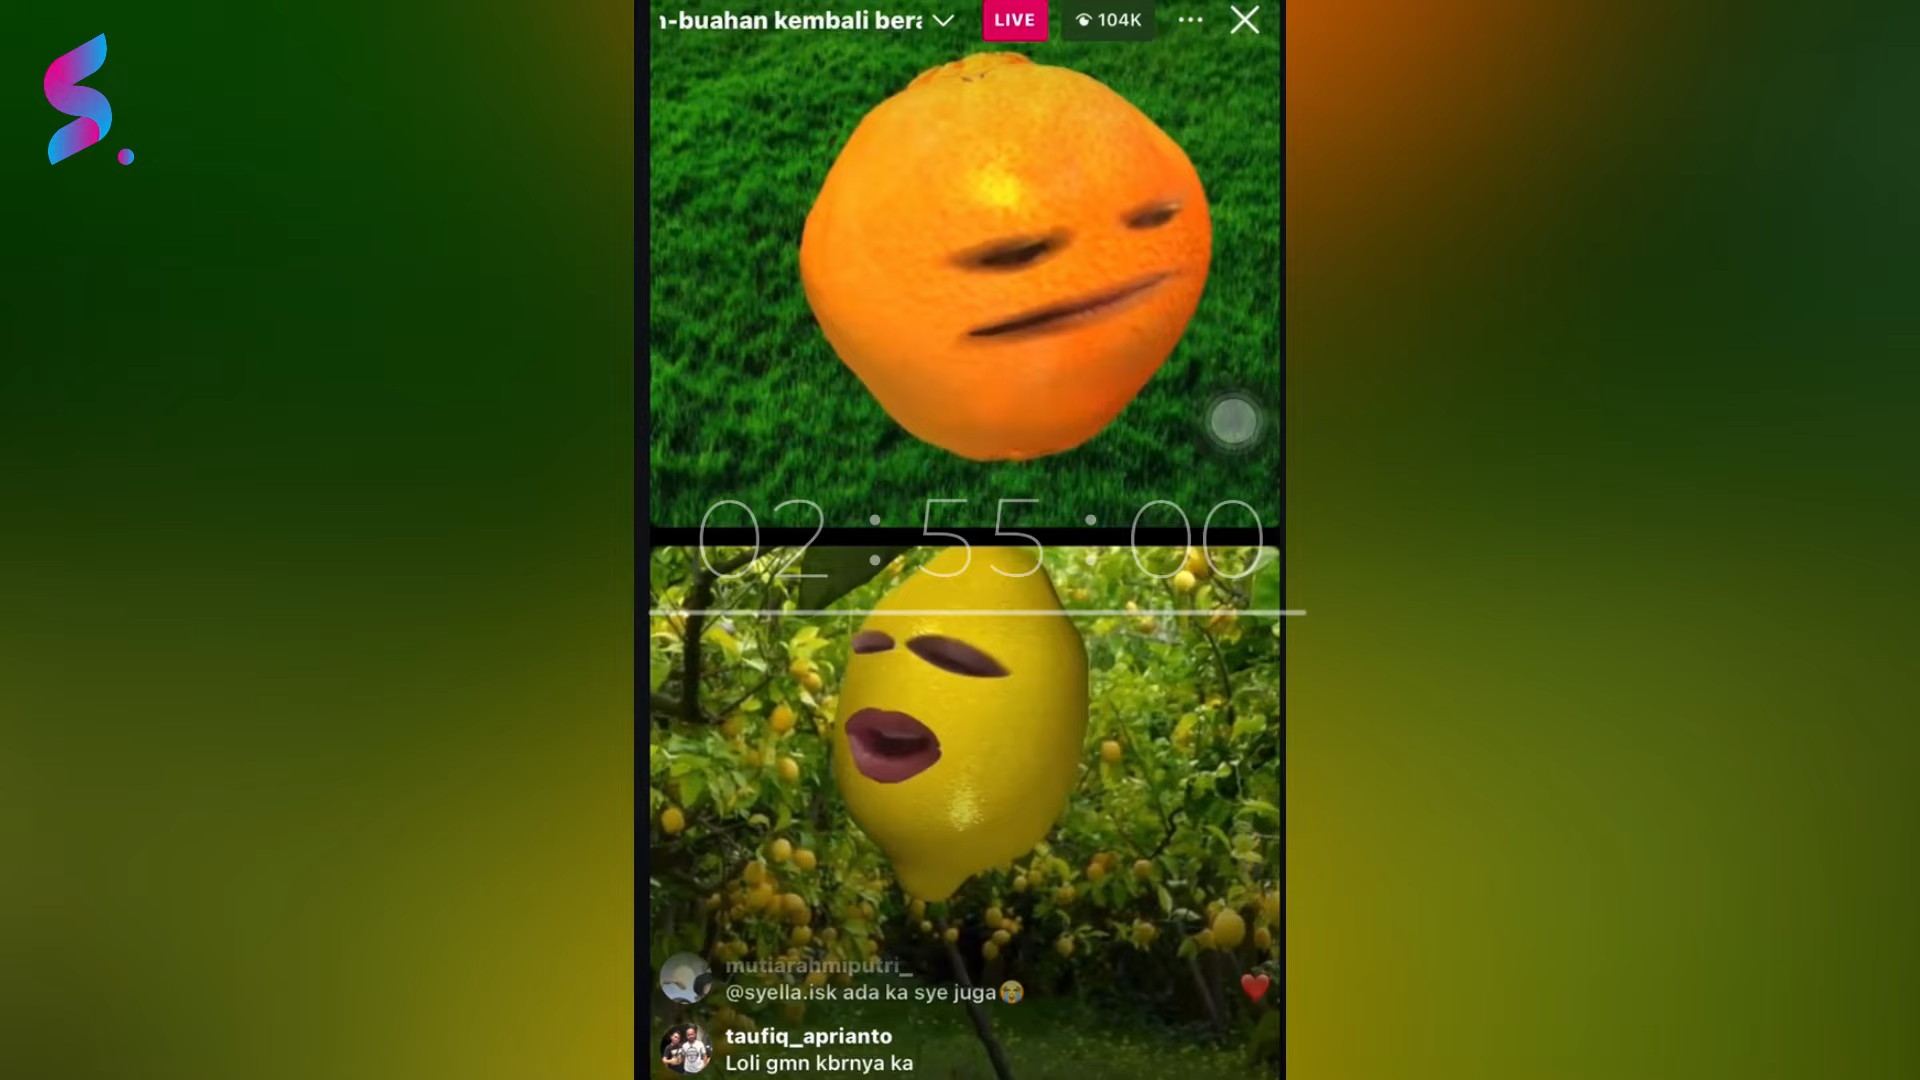 n-buahan kembali bera
LIVE
104K
02:55:00
mutiarahmiputri_
@syella.isk ada ka sye juga😭
taufiq_aprianto
Loli gmn kbrnya ka